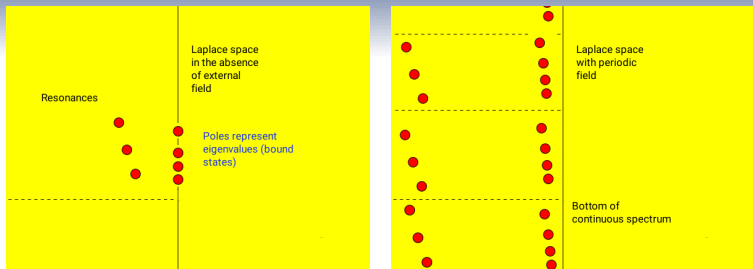 Laplace space
in the absence
of external
field
Resonances
Poles represent
eigenvalues (bound
states)
Laplace space
with periodic
field
Bottom of
continuous spectrum